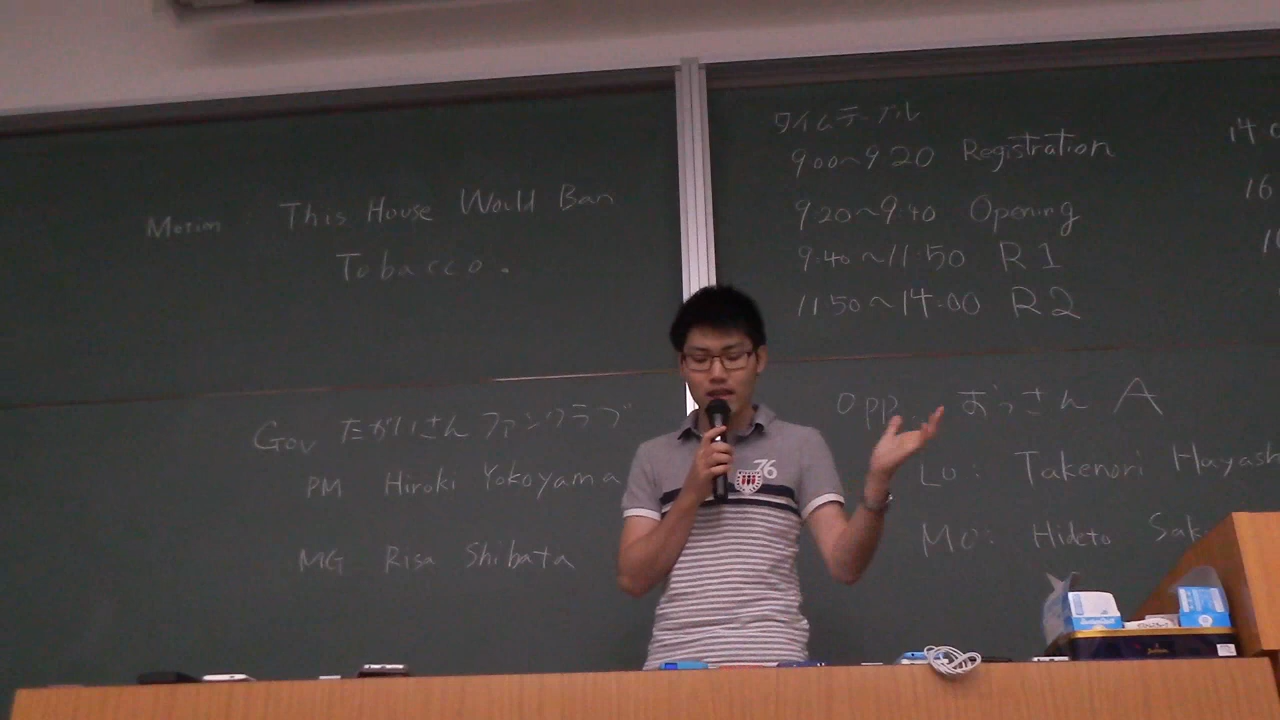 Motion : This House Would Ban
Tobacco.
Gov たがいさんファンクラブ
PM Hiroki Yokoyama
MG Risa Shibata
タイムテーブル
9:00~9:20 Registration
9:20~9:40 Opening
9:40~11:50 R1
11:50~14:00 R2
14
16
Opp. おうさん A
LO: Takenori Hayash
MO: Hideto Sak
76